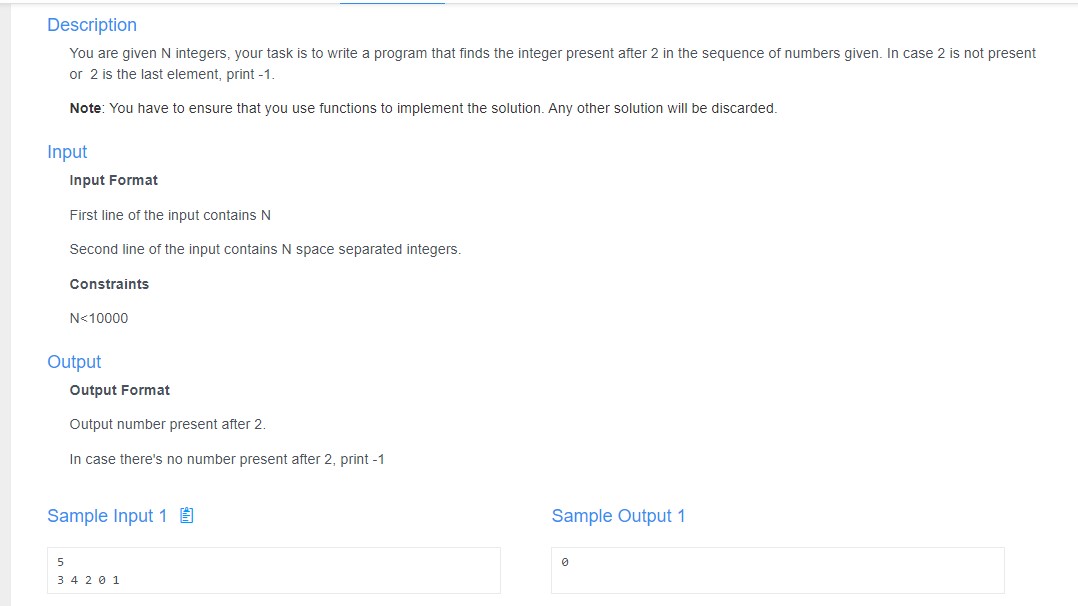 Description
You are given N integers, your task is to write a program that finds the integer present after 2 in the sequence of numbers given. In case 2 is not present
or  2 is the last element, print -1.
Note: You have to ensure that you use functions to implement the solution. Any other solution will be discarded.
Input
Input Format
First line of the input contains N
Second line of the input contains N space separated integers.
Constraints
N<10000
Output
Output Format
Output number present after 2.
In case there's no number present after 2, print -1
Sample Input 1
5
3 4 2 0 1
Sample Output 1
0